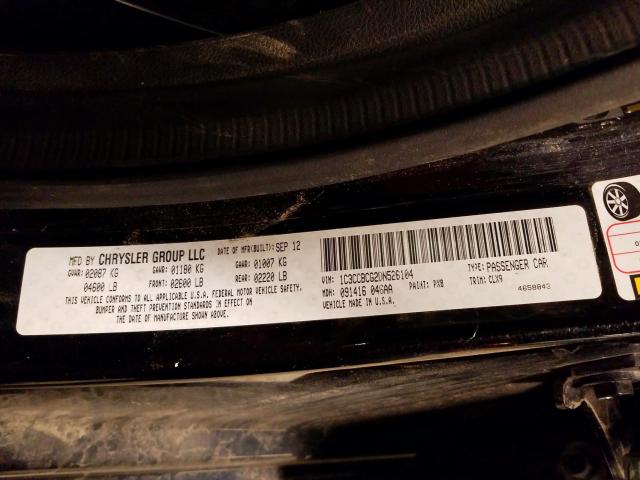 MFD BY CHRYSLER GROUP LLC DATE OF MFR(BUILT): SEP 12
GVWR: 02087 KG GAWR: 01180 KG GAWR: 01007 KG
04600 LB FRONT: 02600 LB REAR: 02220 LB
THIS VEHICLE CONFORMS TO ALL APPLICABLE U.S.A. FEDERAL MOTOR VEHICLE SAFETY,
BUMPER AND THEFT PREVENTION STANDARDS IN EFFECT ON
THE DATE OF MANUFACTURE SHOWN ABOVE.
VIN: 1C3CCBCG2DN526104 TYPE: PASSENGER CAR
MDH: 091416 PAINT: PX8 TRIM: CLX9
VEHICLE MADE IN U.S.A. 4658843